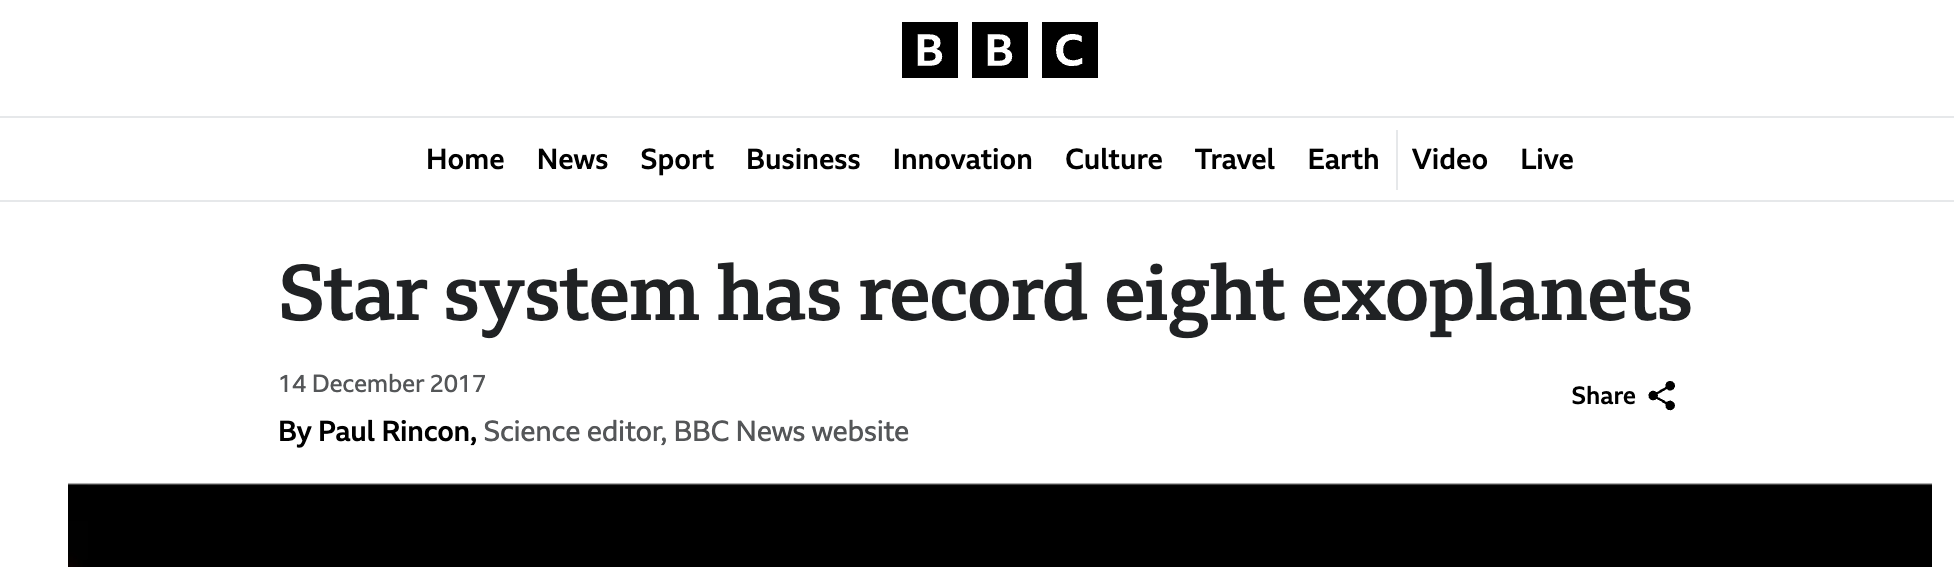 BBC
Home News Sport Business Innovation Culture Travel Earth Video Live
Star system has record eight exoplanets
14 December 2017
Share
By Paul Rincon, Science editor, BBC News website